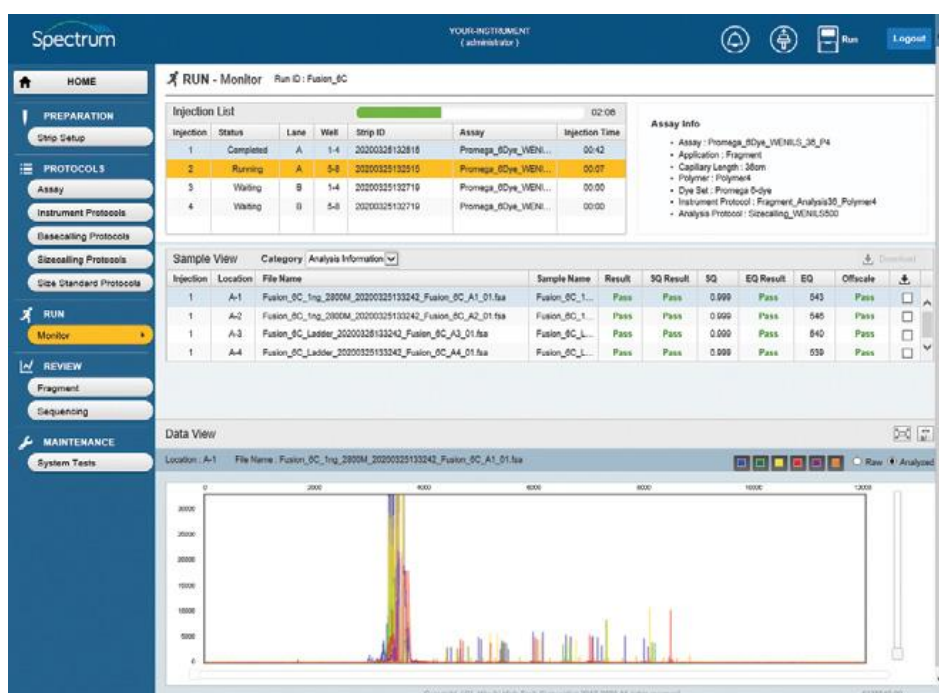 Spectrum
YOUR-INSTRUMENT
( administrator )
Run
Logout
HOME
PREPARATION
Strip Setup
PROTOCOLS
Assay
Instrument Protocols
Basecalling Protocols
Sizecalling Protocols
Size Standard Protocols
RUN
Monitor
REVIEW
Fragment
Sequencing
MAINTENANCE
System Tests
RUN - Monitor Run ID : Fusion_6C
Injection List 02:06
Injection Status Lane Well Strip ID Assay Injection Time
1 Completed A 1-4 Promega_6Dye_WENI... 00:42
2 Running A 5-8 Promega_6Dye_WENI... 00:07
3 Waiting B 1-4 20200325132719 Promega_6Dye_WENI... 00:00
4 Waiting B 5-8 20200325132719 Promega_6Dye_WENI... 00:00
Assay Info
• Assay : Promega_6Dye_WENILS_36_P4
• Application : Fragment
• Capillary Length : 36cm
• Polymer : Polymer4
• Dye Set : Promega 6-dye
• Instrument Protocol : Fragment_Analysis36_Polymer4
• Analysis Protocol : Sizecalling_WENILS500
Sample View Category Analysis Information Download
Injection Location File Name Sample Name Result SQ Result SQ EQ Result EQ Offscale
1 A-1 Fusion_6C_1ng_2800M_20200325133242_Fusion_6C_A1_01.fsa Fusion_6C_1... Pass Pass 0.999 Pass 543 Pass
1 A-2 Fusion_6C_1ng_2800M_20200325133242_Fusion_6C_A2_01.fsa Fusion_6C_1... Pass Pass 0.999 Pass 546 Pass
1 A-3 Fusion_6C_Ladder_20200325133242_Fusion_6C_A3_01.fsa Fusion_6C_L... Pass Pass 0.999 Pass 540 Pass
1 A-4 Fusion_6C_Ladder_20200325133242_Fusion_6C_A4_01.fsa Fusion_6C_L... Pass Pass 0.999 Pass 539 Pass
Data View
Location : A-1 File Name : Fusion_6C_1ng_2800M_20200325133242_Fusion_6C_A1_01.fsa Raw Analyzed
0 2000 4000 6000 8000 10000 12000
30000
25000
20000
15000
10000
5000
0